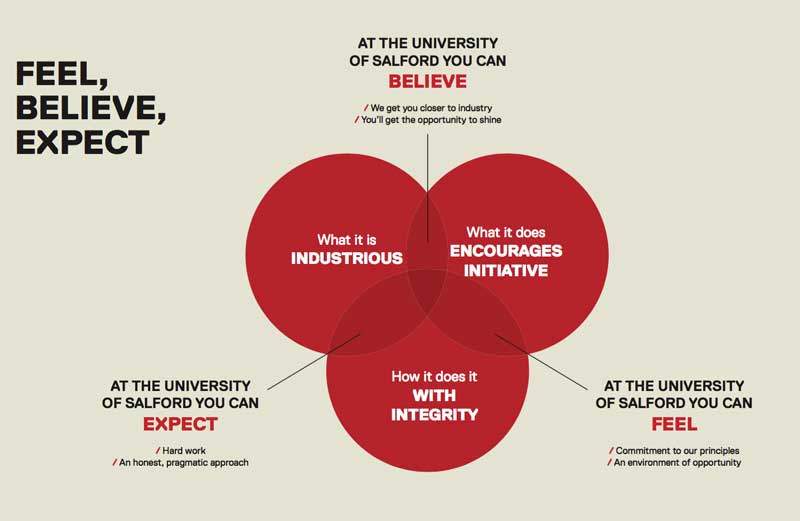 FEEL,
BELIEVE,
EXPECT
AT THE UNIVERSITY
OF SALFORD YOU CAN
BELIEVE
/ We get you closer to industry
/ You'll get the opportunity to shine
What it is
INDUSTRIOUS
What it does
ENCOURAGES
INITIATIVE
How it does it
WITH
INTEGRITY
AT THE UNIVERSITY
OF SALFORD YOU CAN
EXPECT
/ Hard work
/ An honest, pragmatic approach
AT THE UNIVERSITY
OF SALFORD YOU CAN
FEEL
/ Commitment to our principles
/ An environment of opportunity